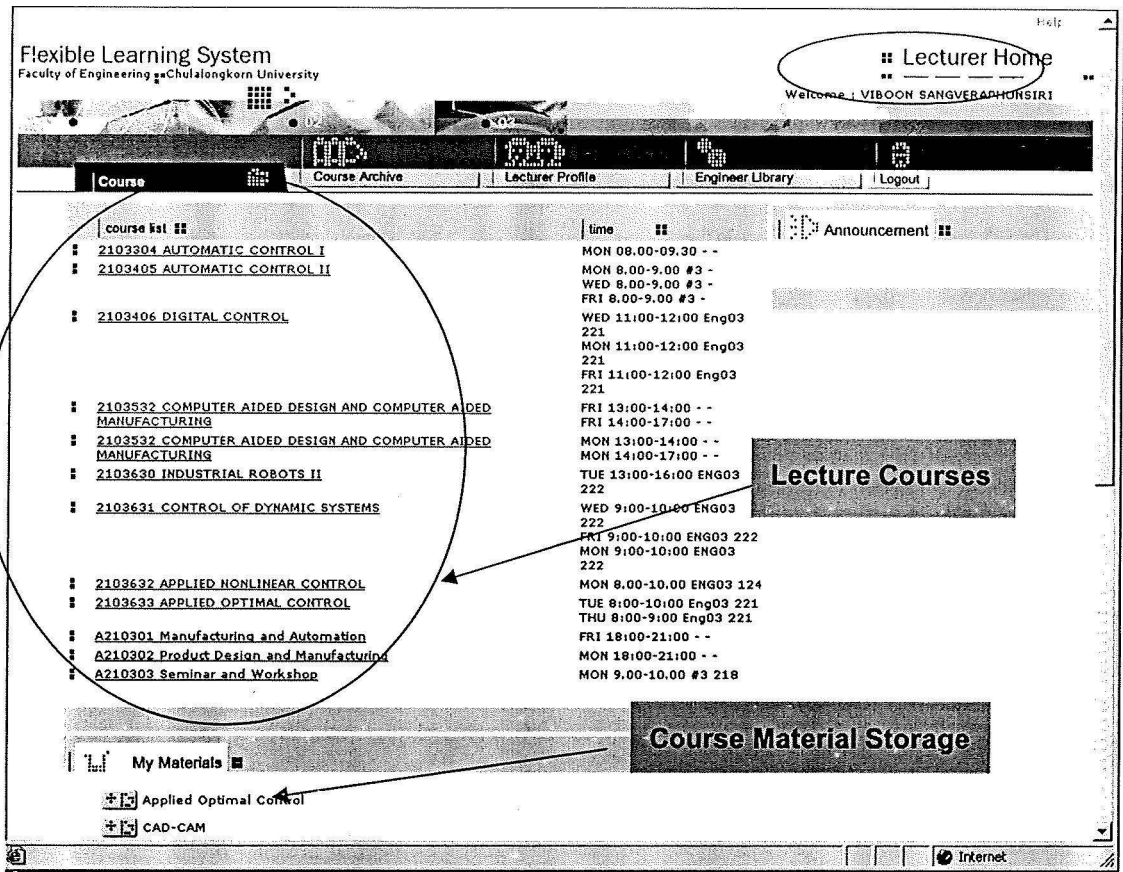 Help
Flexible Learning System
Faculty of Engineering Chulalongkorn University
Lecturer Home
Welcome : VIBOON SANGVERAPHUNSIRI
Course
Course Archive
Lecturer Profile
Engineer Library
Logout
course list
time
Announcement
2103304 AUTOMATIC CONTROL I
MON 08.00-09.30 - -
2103405 AUTOMATIC CONTROL II
MON 8.00-9.00 #3 -
WED 8.00-9.00 #3 -
FRI 8.00-9.00 #3 -
2103406 DIGITAL CONTROL
WED 11:00-12:00 Eng03
221
MON 11:00-12:00 Eng03
221
FRI 11:00-12:00 Eng03
221
2103532 COMPUTER AIDED DESIGN AND COMPUTER AIDED
MANUFACTURING
FRI 13:00-14:00 - -
FRI 14:00-17:00 - -
2103532 COMPUTER AIDED DESIGN AND COMPUTER AIDED
MANUFACTURING
MON 13:00-14:00 - -
MON 14:00-17:00 - -
2103630 INDUSTRIAL ROBOTS II
TUE 13:00-16:00 ENG03
222
Lecture Courses
2103631 CONTROL OF DYNAMIC SYSTEMS
WED 9:00-10:00 ENG03
222
FRI 9:00-10:00 ENG03 222
MON 9:00-10:00 ENG03
222
2103632 APPLIED NONLINEAR CONTROL
MON 8.00-10.00 ENG03 124
2103633 APPLIED OPTIMAL CONTROL
TUE 8:00-10:00 Eng03 221
THU 8:00-9:00 Eng03 221
A210301 Manufacturing and Automation
FRI 18:00-21:00 - -
A210302 Product Design and Manufacturing
MON 18:00-21:00 - -
A210303 Seminar and Workshop
MON 9.00-10.00 #3 218
Course Material Storage
My Materials
Applied Optimal Control
CAD-CAM
Internet